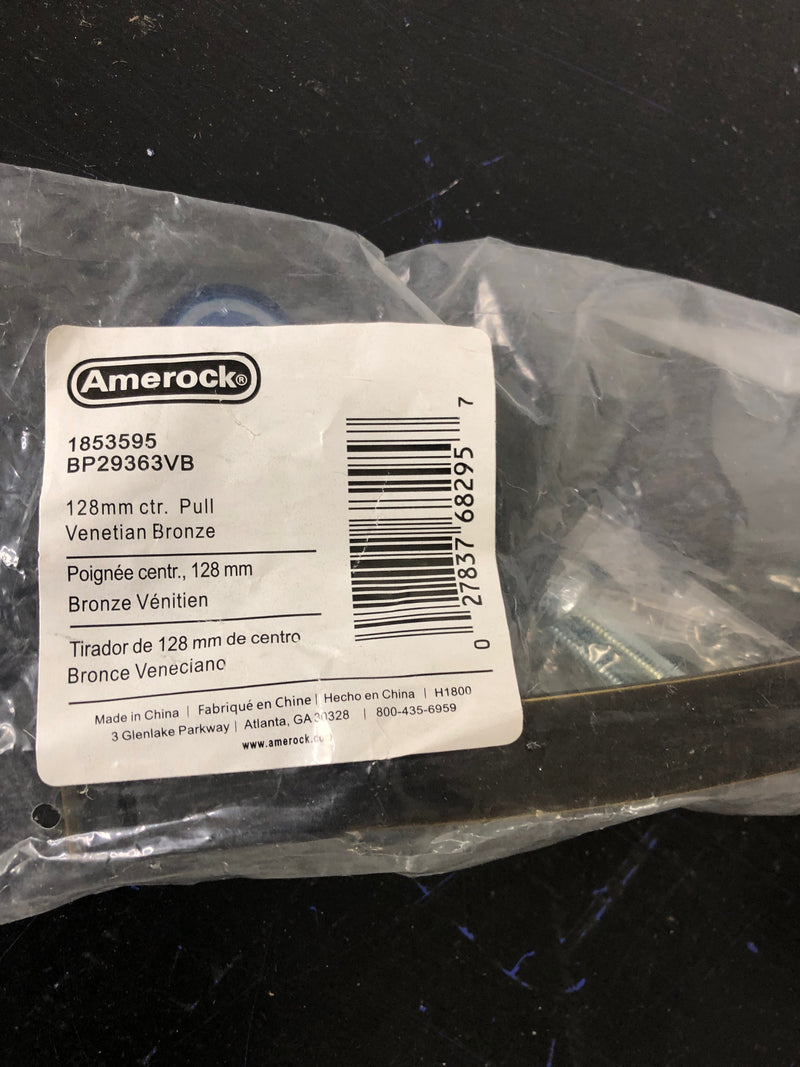 Amerock®
1853595
BP29363VB
128mm ctr. Pull
Venetian Bronze
Poignée centr., 128 mm
Bronze Vénitien
Tirador de 128 mm de centro
Bronce Veneciano
Made in China | Fabriqué en Chine | Hecho en China | H1800
3 Glenlake Parkway | Atlanta, GA 30328 | 800-435-6959
www.amerock.com
0 27837 68295 7